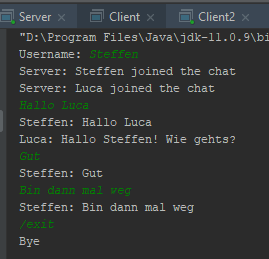 Server Client Client2
"D:\Program Files\Java\jdk-11.0.9\bi
Username: Steffen
Server: Steffen joined the chat
Server: Luca joined the chat
Hallo Luca
Steffen: Hallo Luca
Luca: Hallo Steffen! Wie gehts?
Gut
Steffen: Gut
Bin dann mal weg
Steffen: Bin dann mal weg
/exit
Bye